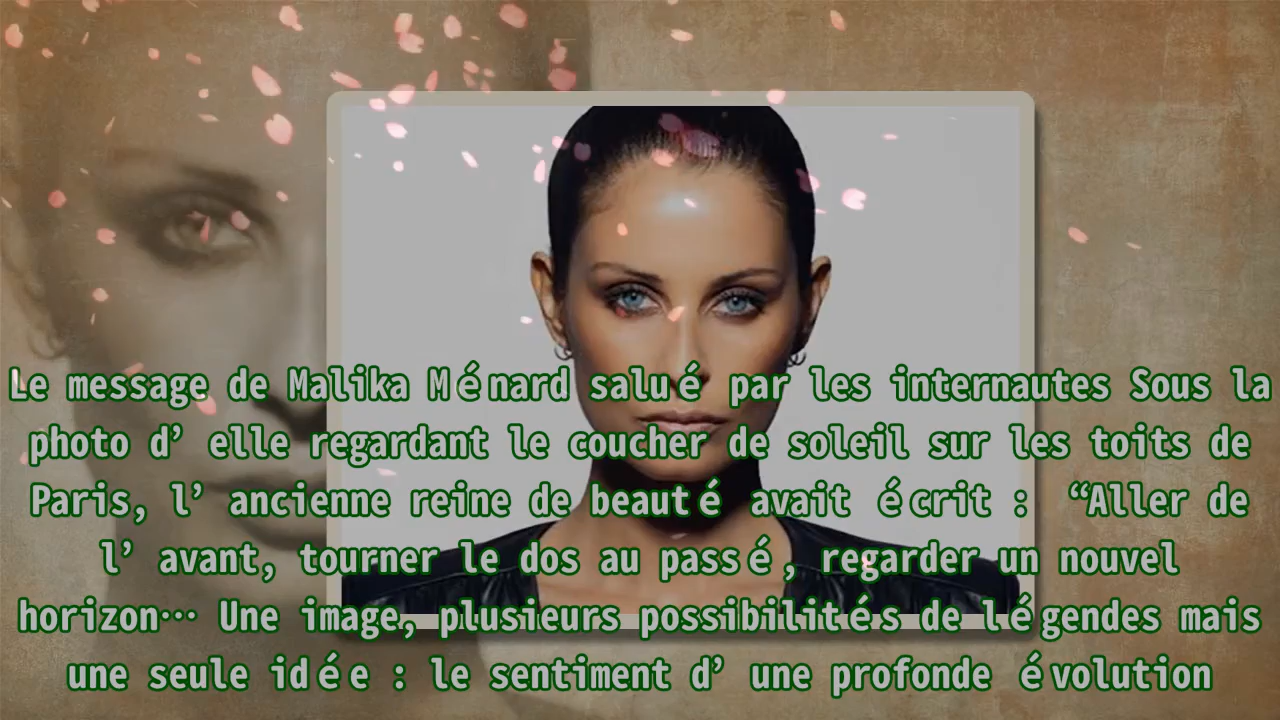 Le message de Malika Ménard salué par les internautes Sous la
photo d’ elle regardant le coucher de soleil sur les toits de
Paris, l’ ancienne reine de beauté avait écrit : “Aller de
l’ avant, tourner le dos au passé, regarder un nouvel
horizon… Une image, plusieurs possibilités de légendes mais
une seule idée : le sentiment d’ une profonde évolution